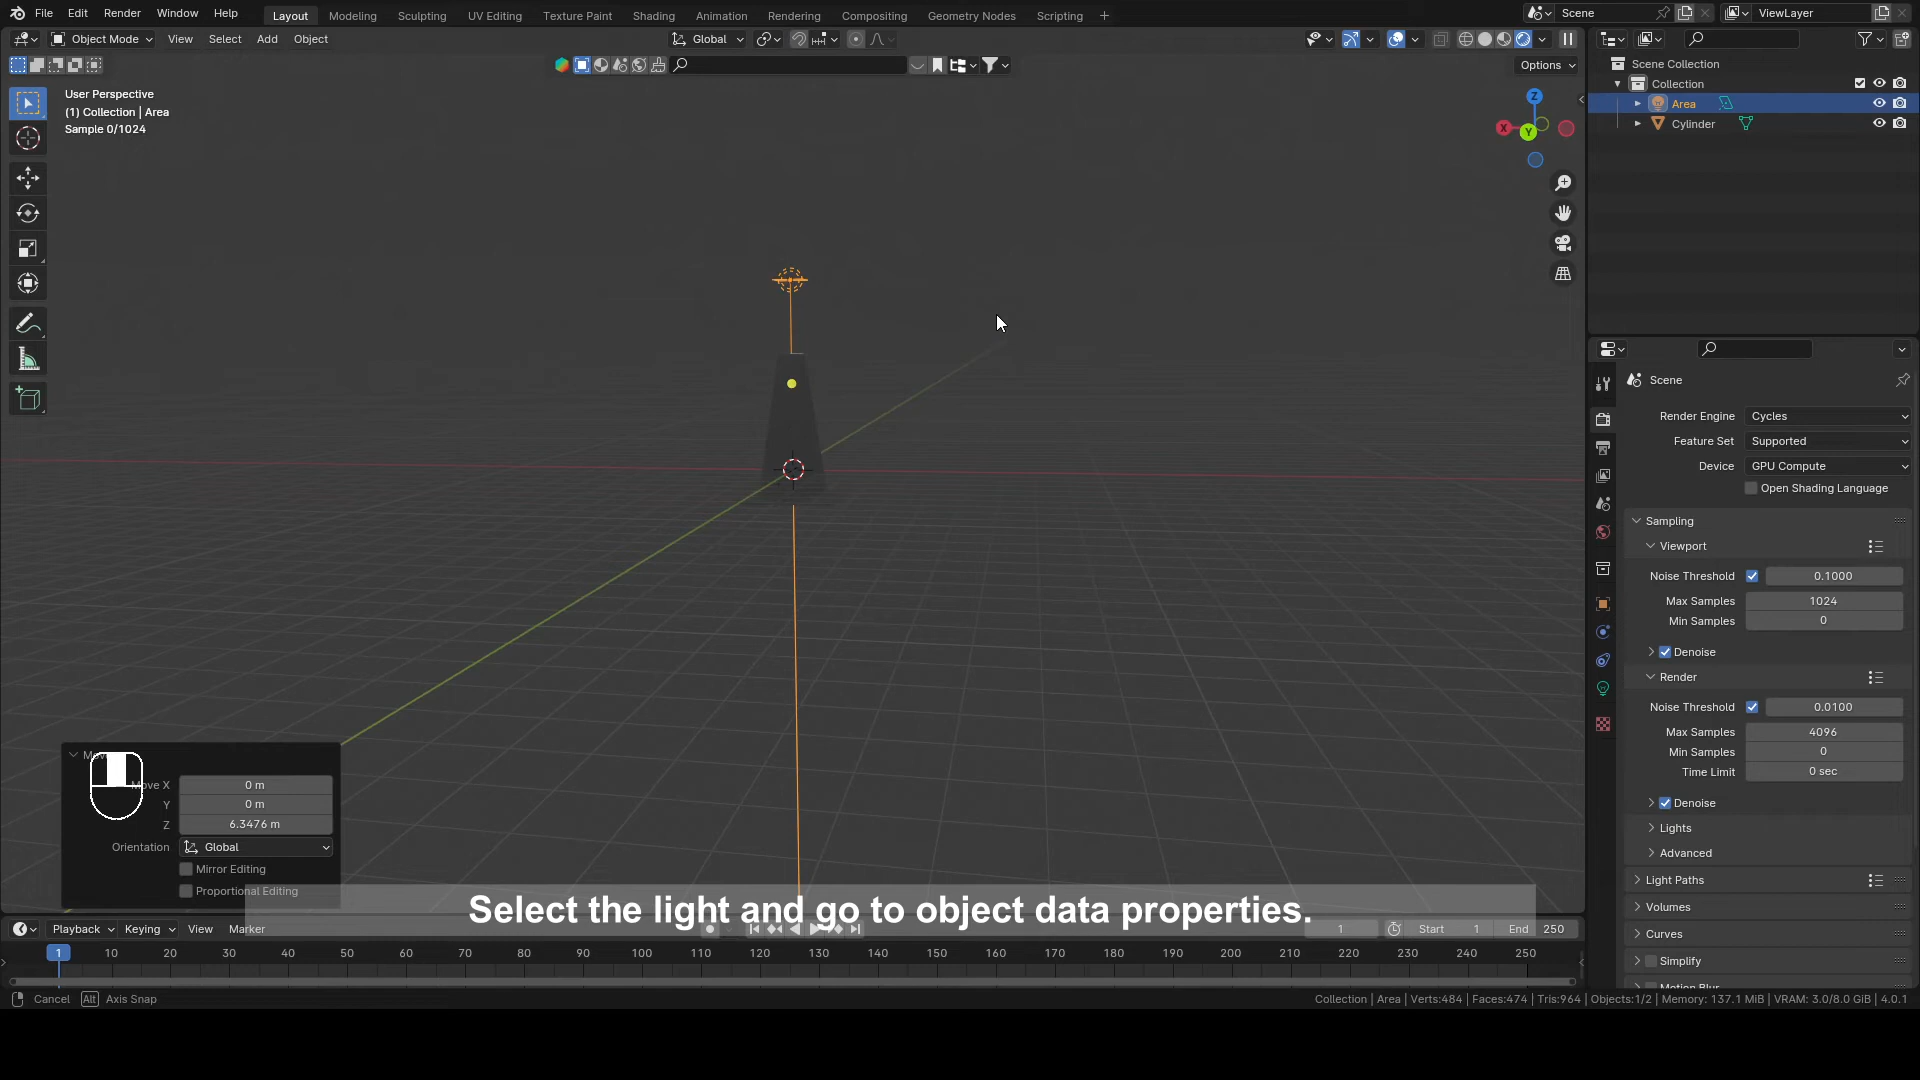 File Edit Render Window Help Layout Modeling Sculpting UV Editing Texture Paint Shading Animation Rendering Compositing Geometry Nodes Scripting + Scene ViewLayer
Object Mode View Select Add Object Global
Options
User Perspective
(1) Collection | Area
Sample 0/1024
Z
X
Y
Scene Collection
Collection
Area
Cylinder
Scene
Render Engine Cycles
Feature Set Supported
Device GPU Compute
Open Shading Language
Sampling
Viewport
Noise Threshold 0.1000
Max Samples 1024
Min Samples 0
Denoise
Render
Noise Threshold 0.0100
Max Samples 4096
Min Samples 0
Time Limit 0 sec
Denoise
Lights
Advanced
Light Paths
Volumes
Curves
Simplify
Motion Blur
Move X 0 m
Y 0 m
Z 6.3476 m
Orientation Global
Mirror Editing
Proportional Editing
Select the light and go to object data properties.
Playback Keying View Marker 1 Start 1 End 250
1 10 20 30 40 50 60 70 80 90 100 110 120 130 140 150 160 170 180 190 200 210 220 230 240 250
Cancel Alt Axis Snap
Collection | Area | Verts:484 | Faces:474 | Tris:964 | Objects:1/2 | Memory: 137.1 MiB | VRAM: 3.0/8.0 GiB | 4.0.1